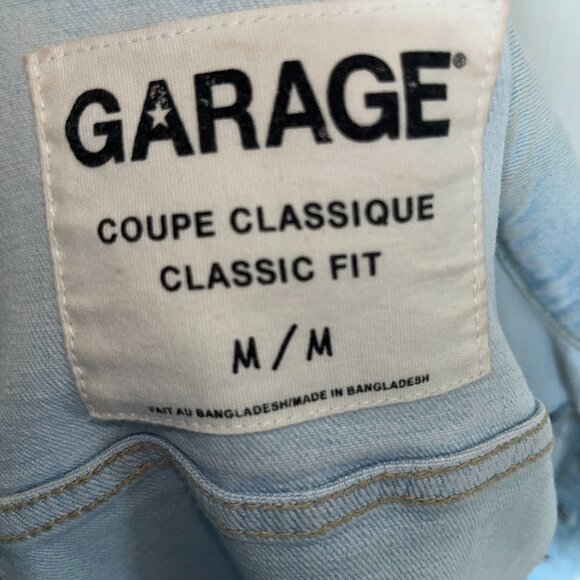 GARAGE®
COUPE CLASSIQUE
CLASSIC FIT
M/M
FAIT AU BANGLADESH/MADE IN BANGLADESH